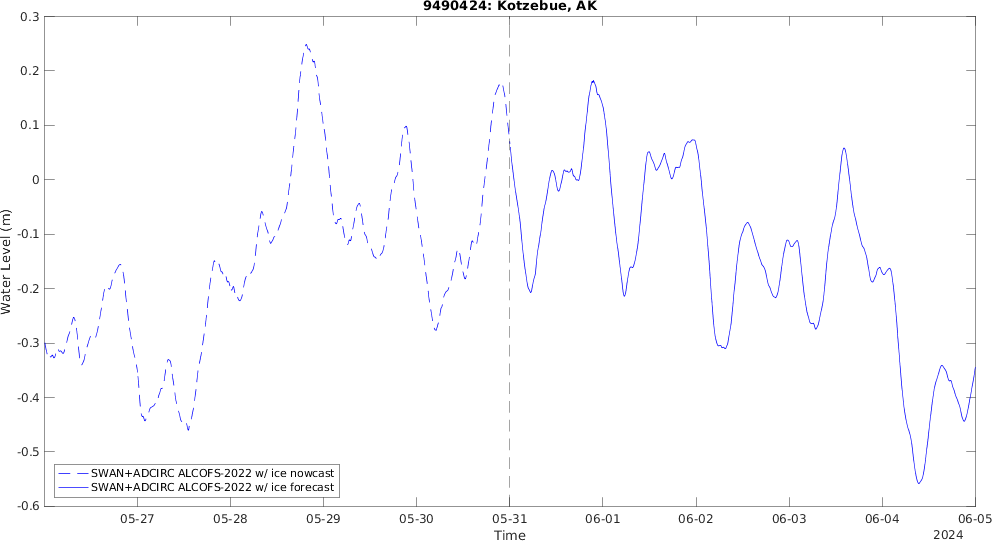 9490424: Kotzebue, AK
0.3
0.2
0.1
0
-0.1
-0.2
-0.3
-0.4
-0.5
-0.6
Water Level (m)
SWAN+ADCIRC ALCOFS-2022 w/ ice nowcast
SWAN+ADCIRC ALCOFS-2022 w/ ice forecast
05-27 05-28 05-29 05-30 05-31 06-01 06-02 06-03 06-04 06-05
Time
2024